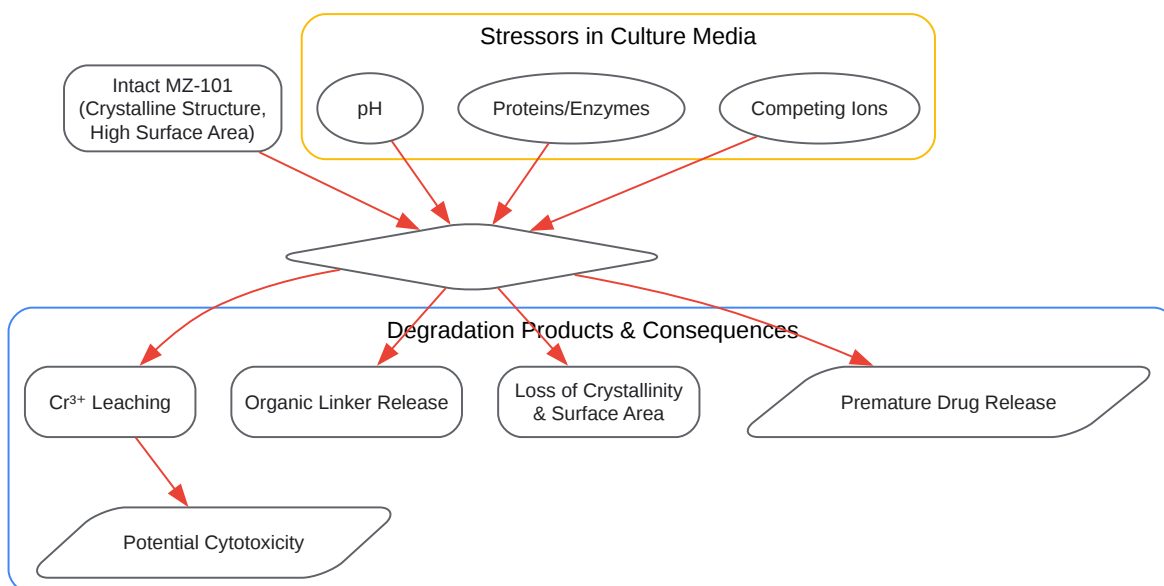 Stressors in Culture Media
Intact MZ-101
(Crystalline Structure,
High Surface Area)
pH
Proteins/Enzymes
Competing Ions
Degradation Products & Consequences
Cr³⁺ Leaching
Organic Linker Release
Loss of Crystallinity
& Surface Area
Premature Drug Release
Potential Cytotoxicity